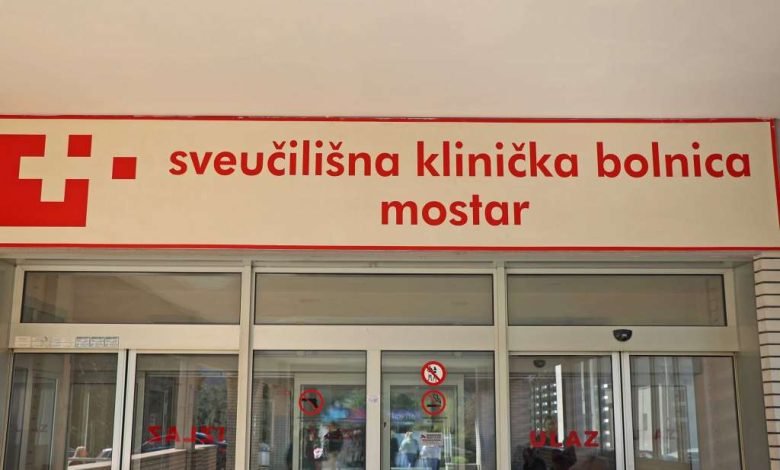 sveučilišna klinička bolnica
mostar
IZLAZ
ULAZ